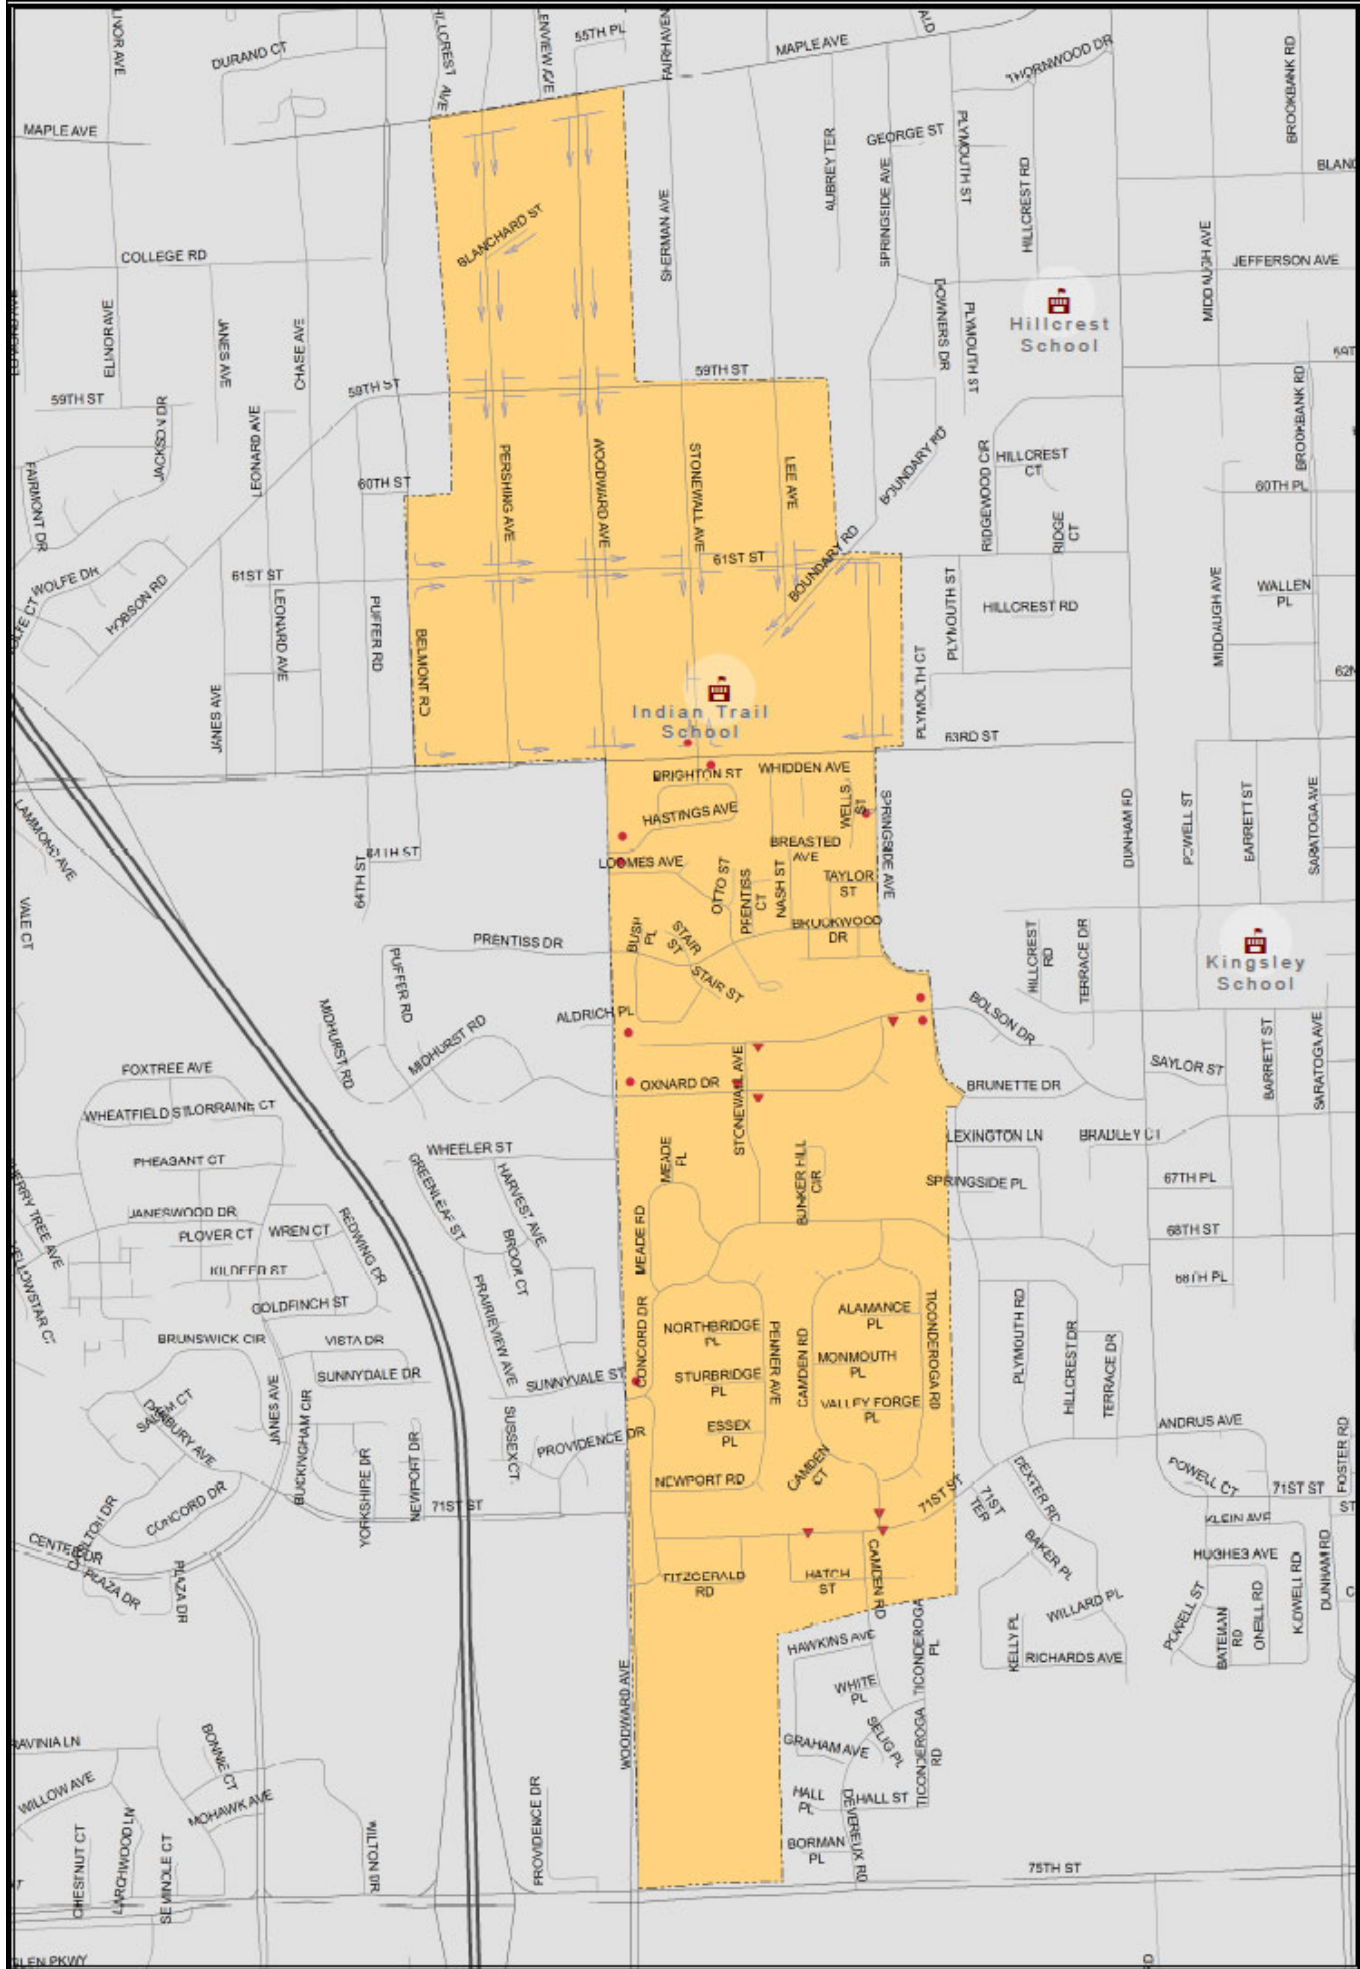 DURAND CT
55TH PL
FAIRHAVEN
MAPLE AVE
THORNWOOD DR
BROOKBANK RD
MAPLE AVE
GEORGE ST
PLYMOUTH ST
AUBREY TER
SPRINGSIDE AVE
HILLCREST RD
SHERMAN AVE
BLANCHARD ST
COLLEGE RD
MIDDAUGH AVE
JEFFERSON AVE
ELINOR AVE
JANES AVE
CHASE AVE
DOWNERS DR
PLYMOUTH ST
Hillcrest
School
59TH ST
59TH ST
59TH ST
BROOKBANK RD
JACKSON DR
LEONARD AVE
FAIRMONT DR
60TH ST
PERSHING AVE
WOODWARD AVE
STONEWALL AVE
LEE AVE
BOUNDARY RD
RIDGEWOOD CIR
HILLCREST
CT
RIDGE
CT
60TH PL
61ST ST
BOUNDARY RD
WOLFE DR
61ST ST
HOBSON RD
LEONARD AVE
PUFFER RD
BELMONT RD
PLYMOUTH ST
HILLCREST RD
MIDDAUGH AVE
WALLEN
PL
JANES AVE
PLYMOUTH CT
Indian Trail
School
63RD ST
BRIGHTON ST
WHIDDEN AVE
HASTINGS AVE
WELLS
ST
SPRINGSIDE AVE
DUNHAM RD
POWELL ST
BARRETT ST
SARATOGA AVE
LAMMOND AVE
64TH ST
64TH ST
LOOMES AVE
BREASTED
AVE
OTTO ST
PRENTISS
CT
NASH ST
TAYLOR
ST
VALE CT
PRENTISS DR
BUSH
PL
STAIR
ST
BROOKWOOD
DR
STAIR ST
HILLCREST
RD
TERRACE DR
Kingsley
School
PUFFER RD
MIDHURST RD
MIDHURST RD
ALDRICH PL
BOLSON DR
FOXTREE AVE
OXNARD DR
STONEWALL AVE
BRUNETTE DR
SAYLOR ST
BARRETT ST
SARATOGA AVE
WHEATFIELD ST
LORRAINE CT
WHEELER ST
MEADE
PL
BUNKER HILL
CIR
LEXINGTON LN
BRADLEY CT
PHEASANT CT
GREENLEAF ST
HARVEST AVE
SPRINGSIDE PL
67TH PL
JANESWOOD DR
PLOVER CT
WREN CT
REDWING DR
BROOK CT
MEADE RD
68TH ST
KILDEER ST
68TH PL
GOLDFINCH ST
PRAIRIEVIEW AVE
CONCORD DR
NORTHBRIDGE
PL
PENNER AVE
CAMDEN RD
ALAMANCE
PL
TICONDEROGA RD
PLYMOUTH RD
HILLCREST DR
TERRACE DR
BRUNSWICK CIR
VISTA DR
SUNNYDALE DR
SUNNYVALE ST
STURBRIDGE
PL
MONMOUTH
PL
VALLEY FORGE
PL
SALEM CT
DANBURY AVE
JANES AVE
BUCKINGHAM CIR
SUSSEX CT
PROVIDENCE DR
ESSEX
PL
ANDRUS AVE
FOSTER RD
YORKSHIRE DR
NEWPORT DR
NEWPORT RD
CAMDEN
CT
71ST ST
71ST
TER
DEXTER RD
POWELL CT
71ST ST
CONCORD DR
71ST ST
KLEIN AVE
BAKER PL
HUGHES AVE
CENTER DR
PLAZA DR
PLAZA DR
FITZGERALD
RD
HATCH
ST
CAMDEN RD
WILLARD PL
POWELL ST
BATEMAN
RD
ONEILL RD
DUNHAM RD
KELLY PL
RICHARDS AVE
HAWKINS AVE
TICONDEROGA
PL
WHITE
PL
WOODWARD AVE
SELIG PL
GRAHAM AVE
TICONDEROGA
RD
BONNIE CT
WILLOW AVE
MOHAWK AVE
HALL
PL
HALL ST
DEVEREUX RD
BORMAN
PL
CHESTNUT CT
LARCHWOOD LN
SEMINOLE CT
WILTON DR
PROVIDENCE DR
75TH ST